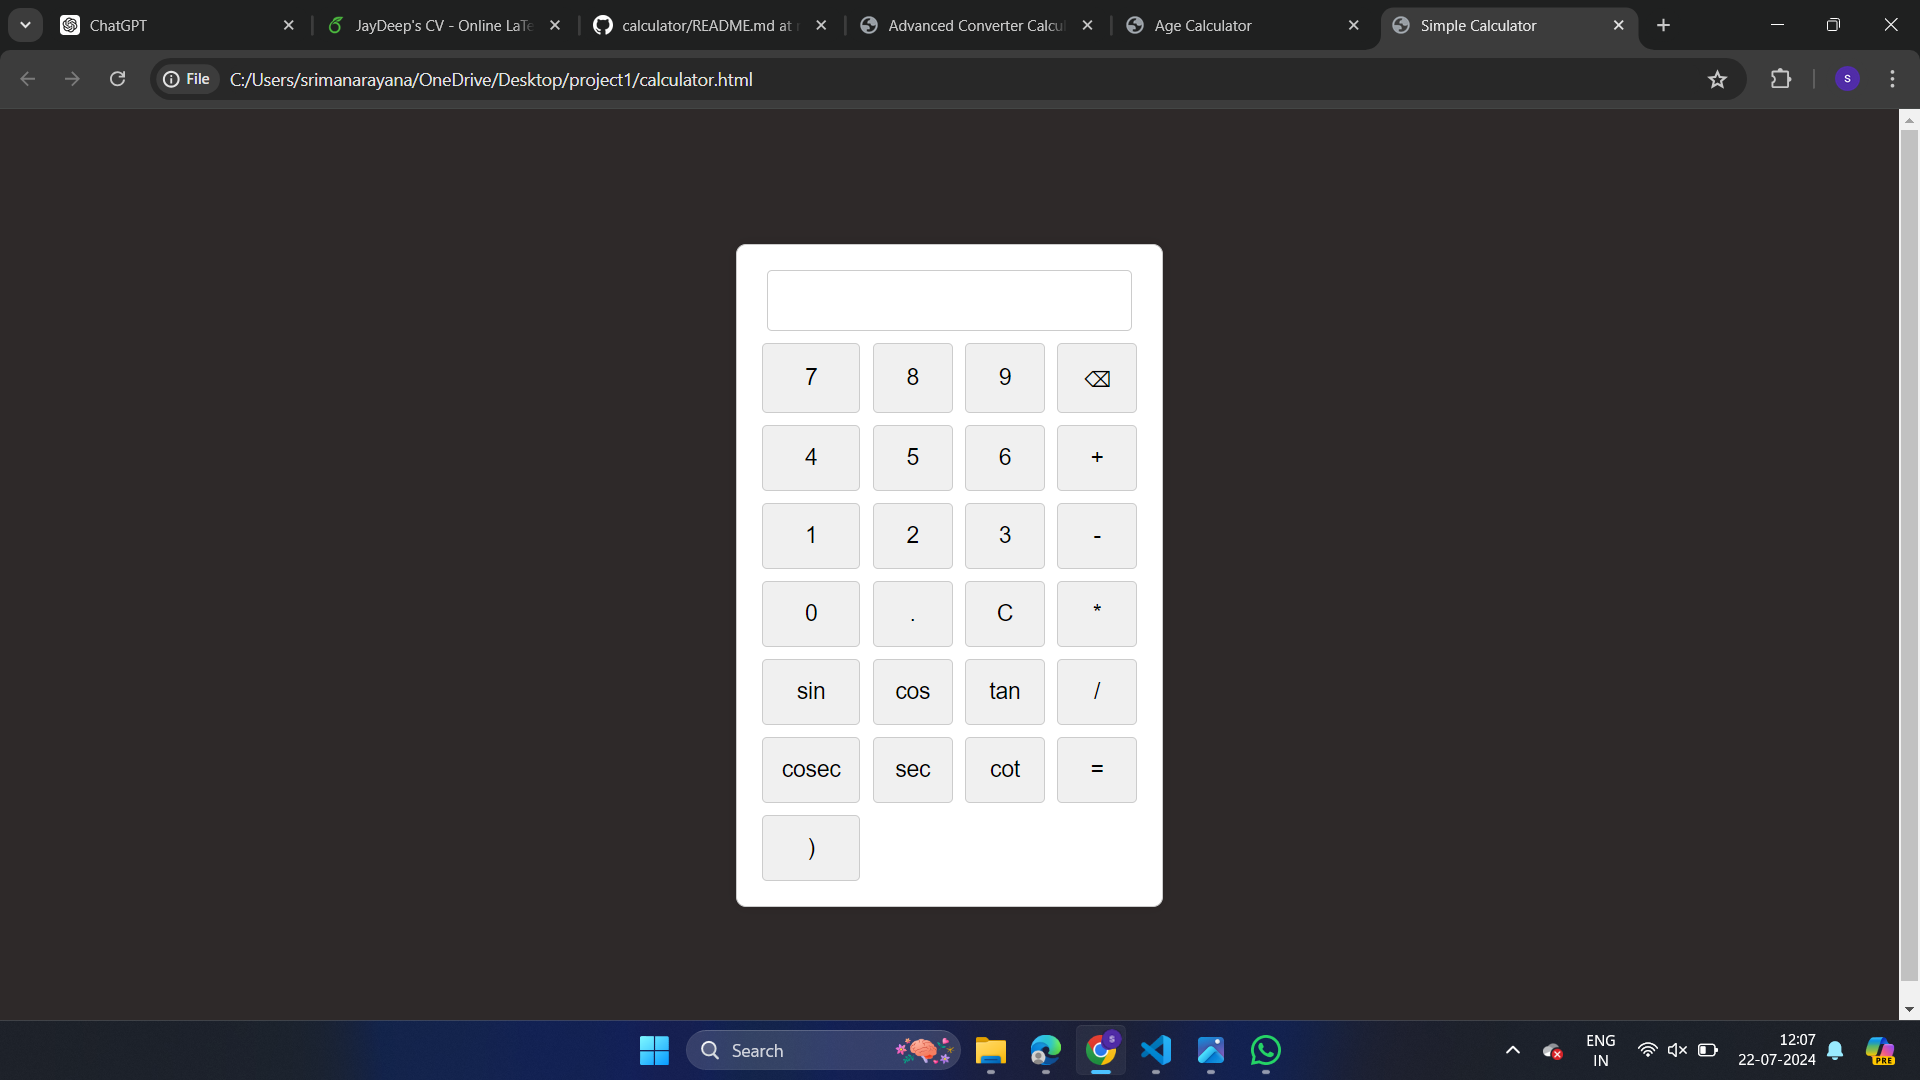 ChatGPT
JayDeep's CV - Online LaTe
calculator/README.md at
Advanced Converter Calcul
Age Calculator
Simple Calculator
File
C:/Users/srimanarayana/OneDrive/Desktop/project1/calculator.html
s
7 8 9 ⌫
4 5 6 +
1 2 3 -
0 . C *
sin cos tan /
cosec sec cot =
)
Search
s
ENG
IN
12:07
22-07-2024
PRE